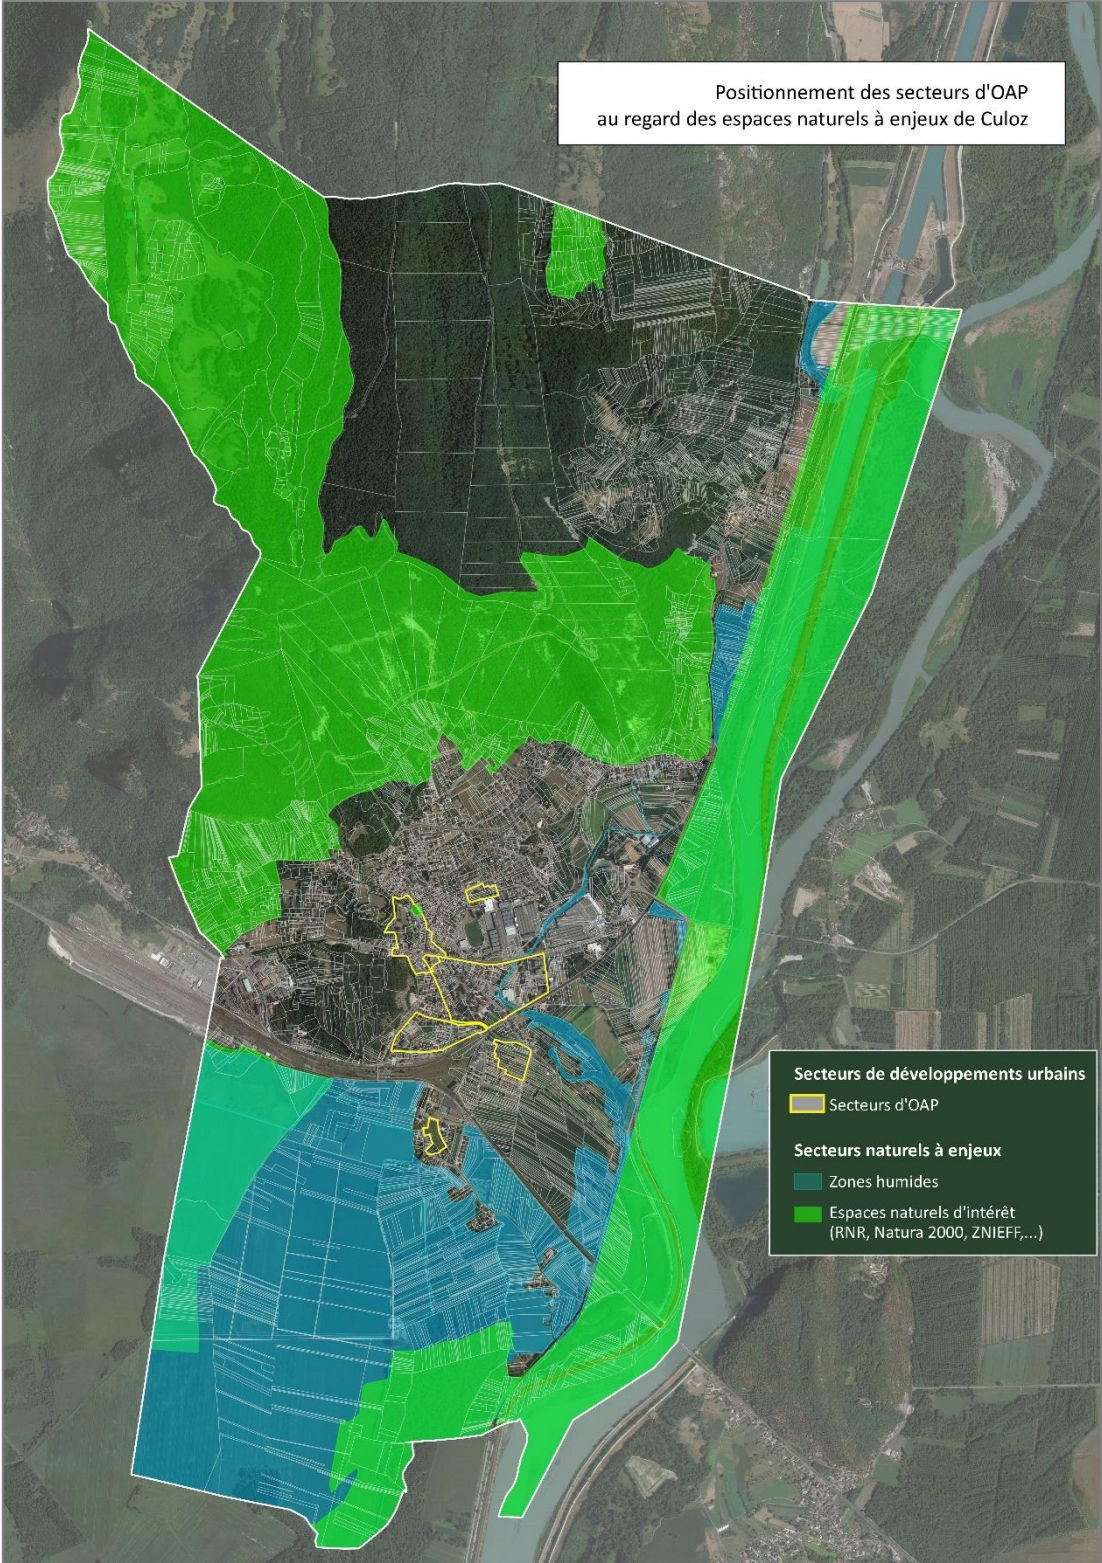 Positionnement des secteurs d'OAP
au regard des espaces naturels à enjeux de Culoz
Secteurs de développements urbains
Secteurs d'OAP
Secteurs naturels à enjeux
Zones humides
Espaces naturels d'intérêt
(RNR, Natura 2000, ZNIEFF,...)